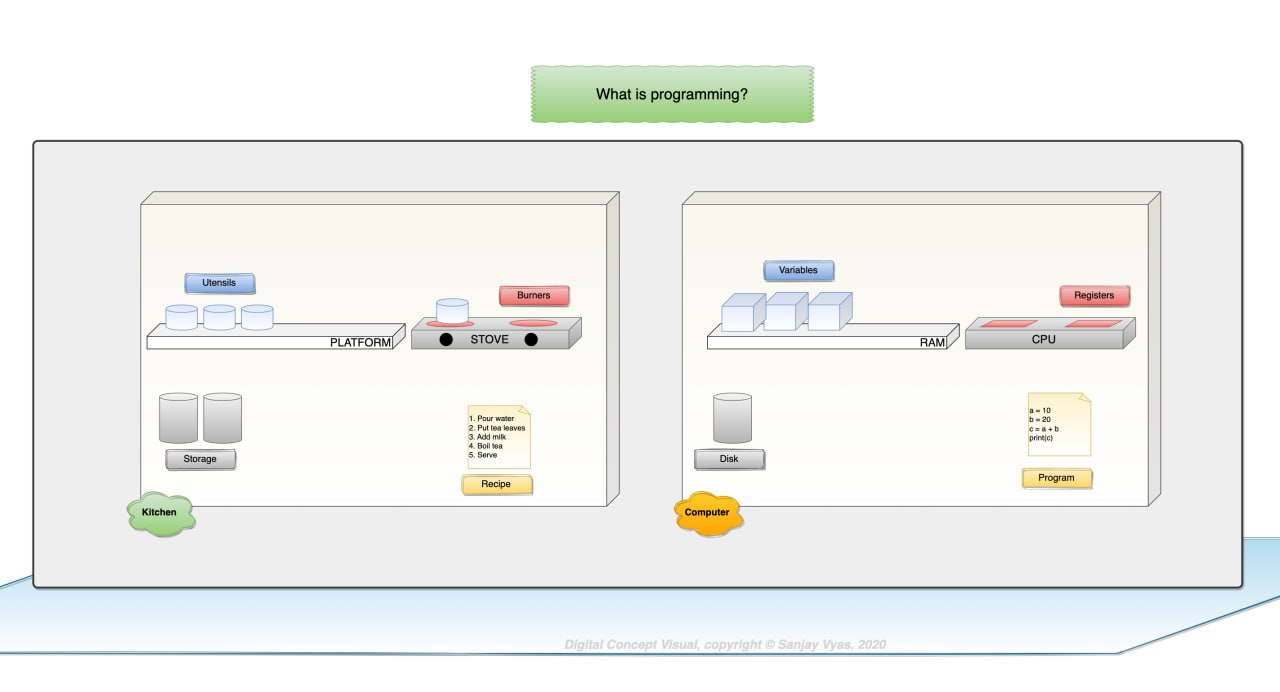 What is programming?
Utensils
Burners
PLATFORM
STOVE
Storage
1. Pour water
2. Put tea leaves
3. Add milk
4. Boil tea
5. Serve
Recipe
Kitchen
Variables
Registers
RAM
CPU
Disk
a = 10
b = 20
c = a + b
print(c)
Program
Computer
Digital Concept Visual, copyright © Sanjay Vyas, 2020